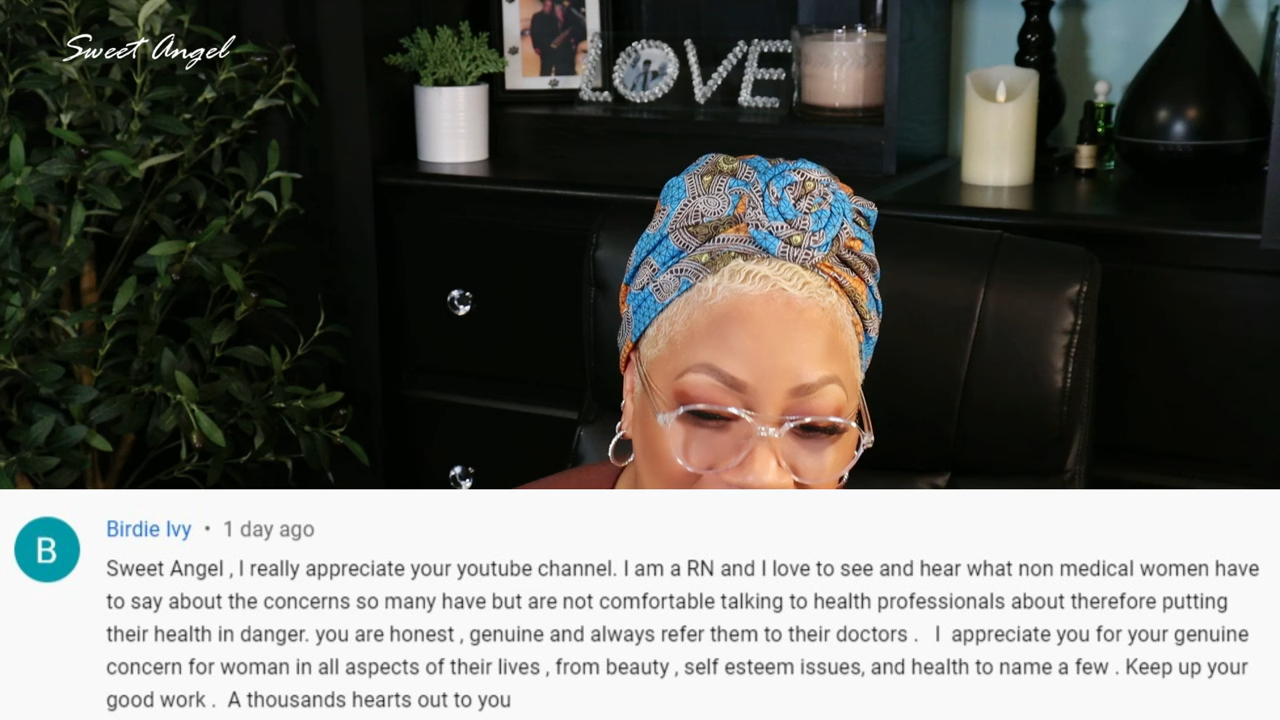 Sweet Angel
LOVE
B
Birdie Ivy • 1 day ago
Sweet Angel , I really appreciate your youtube channel. I am a RN and I love to see and hear what non medical women have
to say about the concerns so many have but are not comfortable talking to health professionals about therefore putting
their health in danger. you are honest , genuine and always refer them to their doctors .   I  appreciate you for your genuine
concern for woman in all aspects of their lives , from beauty , self esteem issues, and health to name a few . Keep up your
good work .  A thousands hearts out to you